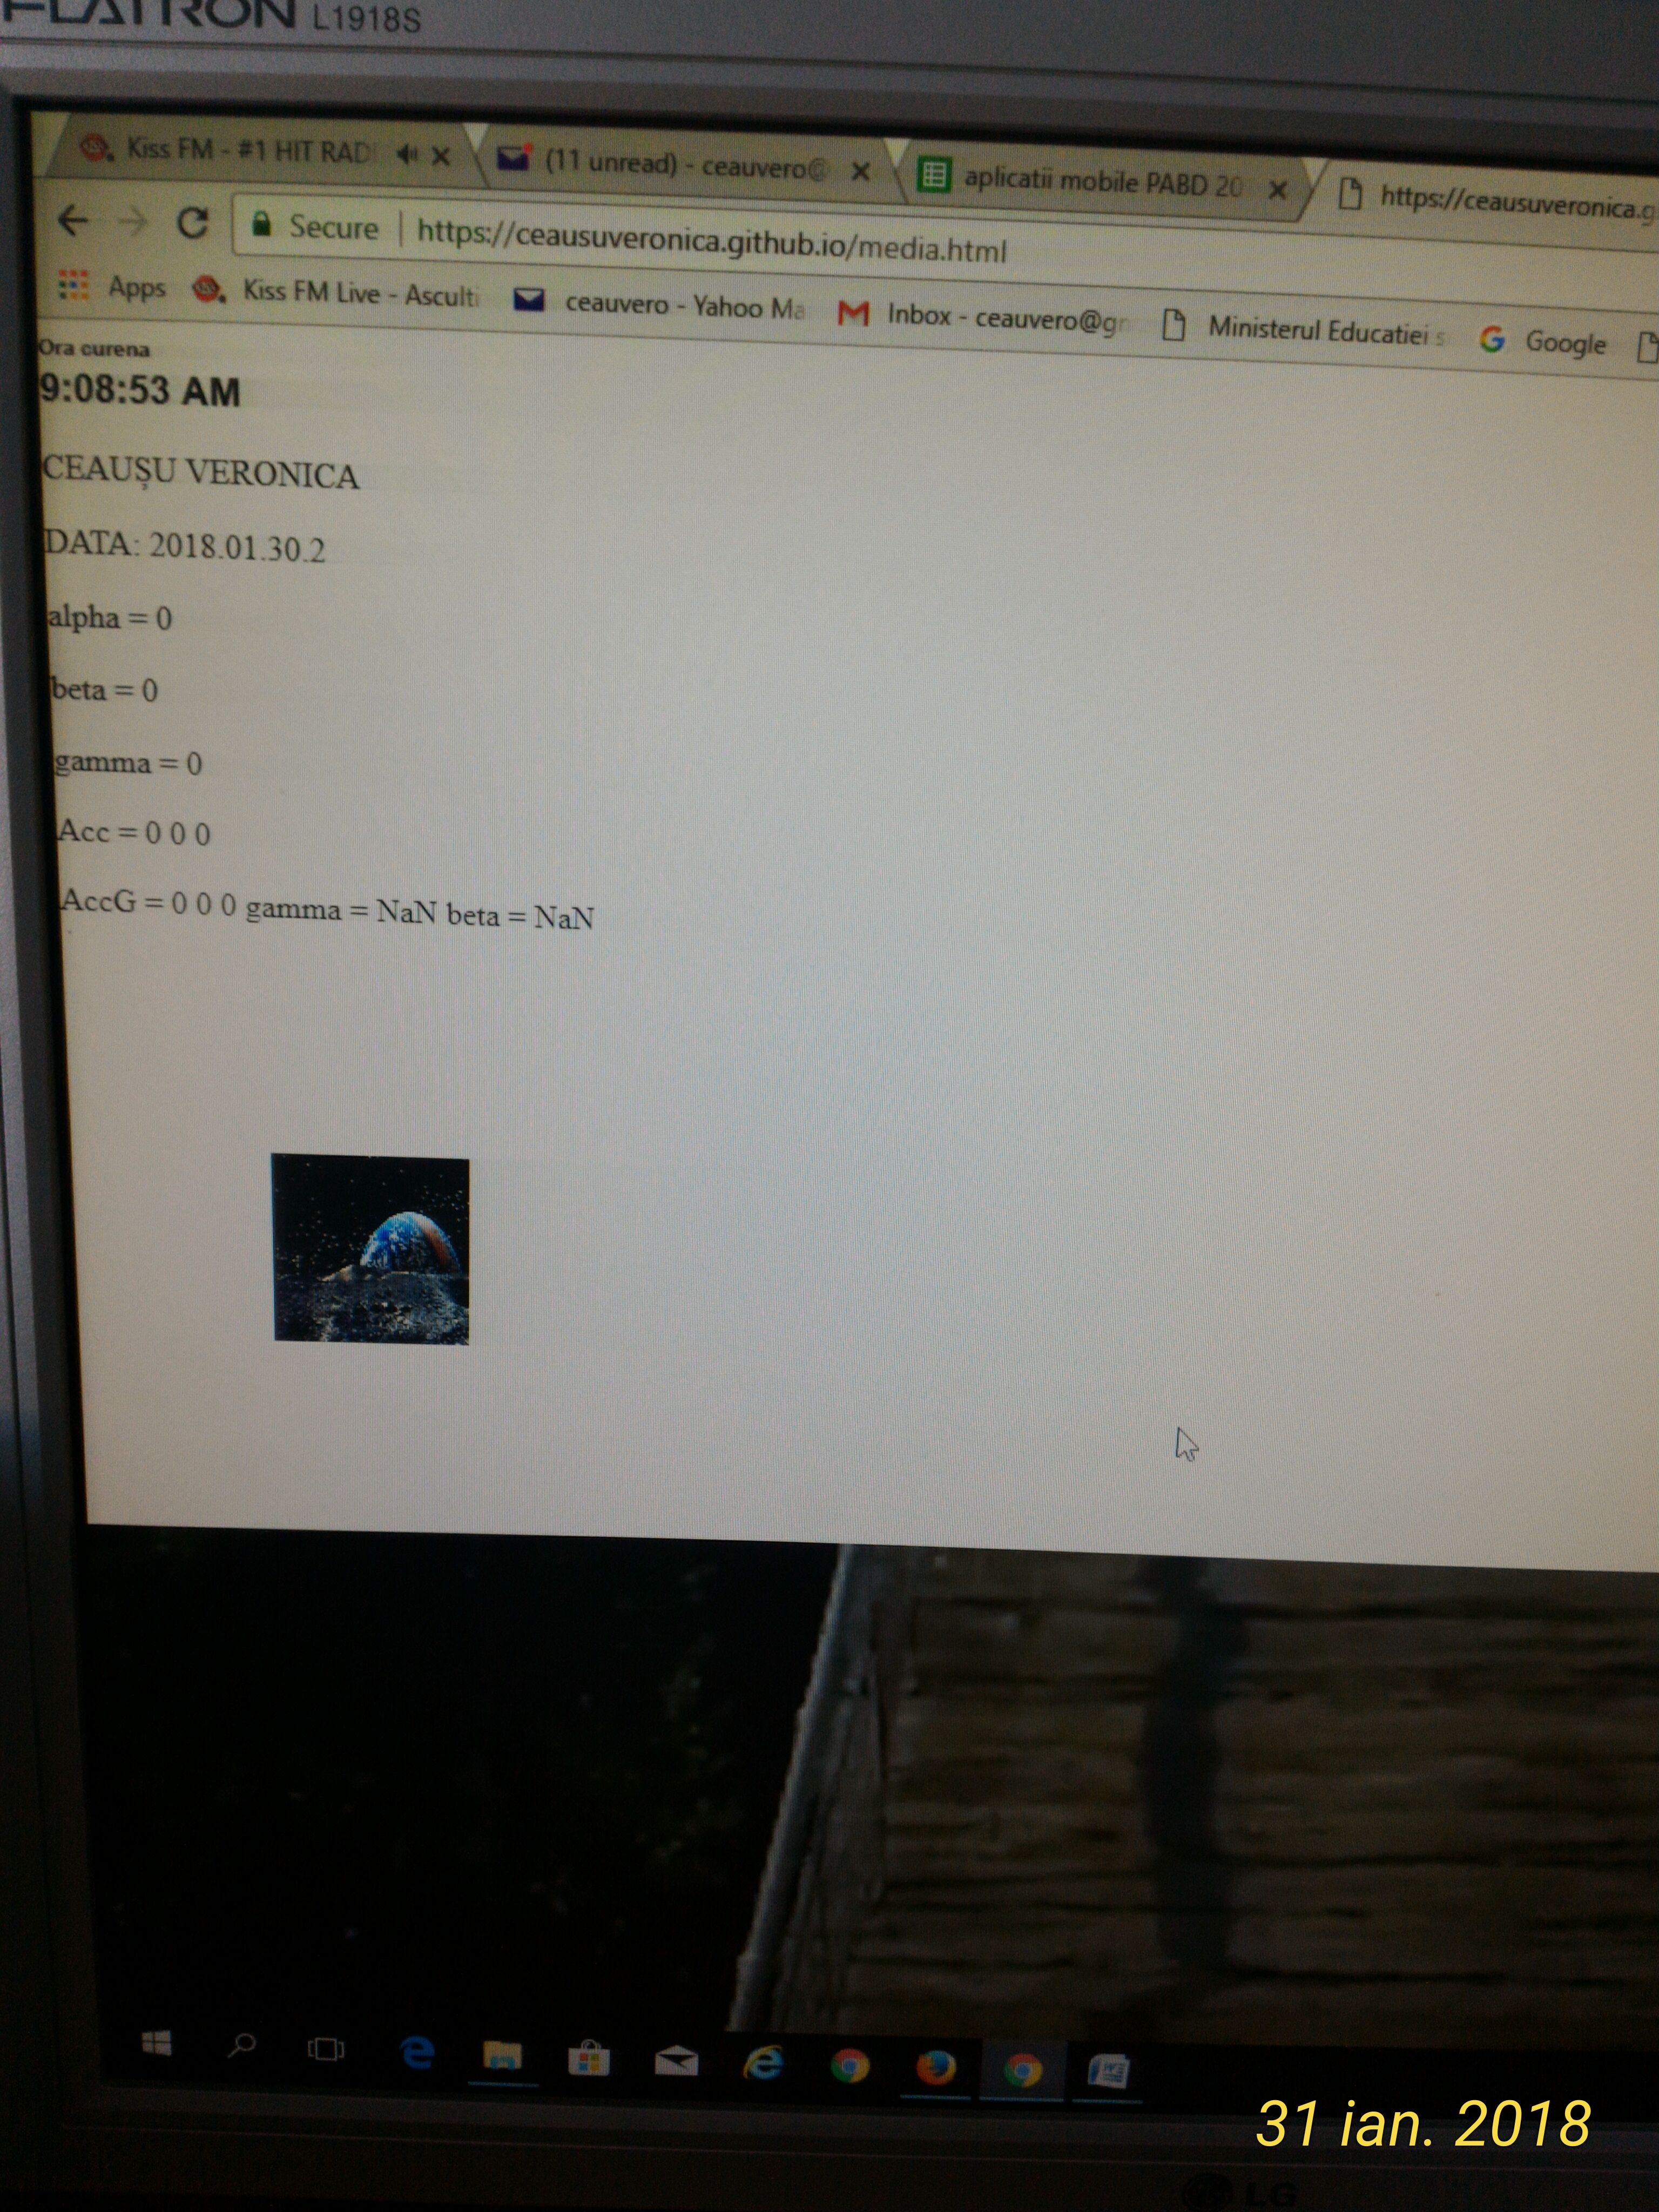 FLATRON L1918S
Kiss FM - #1 HIT RAD (11 unread) - ceauvero@ aplicatii mobile PABD 20 https://ceausuveronica.g
Secure | https://ceausuveronica.github.io/media.html
Apps Kiss FM Live - Asculti ceauvero - Yahoo Ma Inbox - ceauvero@gm Ministerul Educatiei s Google
Ora curena
9:08:53 AM
CEAUȘU VERONICA
DATA: 2018.01.30.2
alpha = 0
beta = 0
gamma = 0
Acc = 0 0 0
AccG = 0 0 0 gamma = NaN beta = NaN
31 ian. 2018
LG